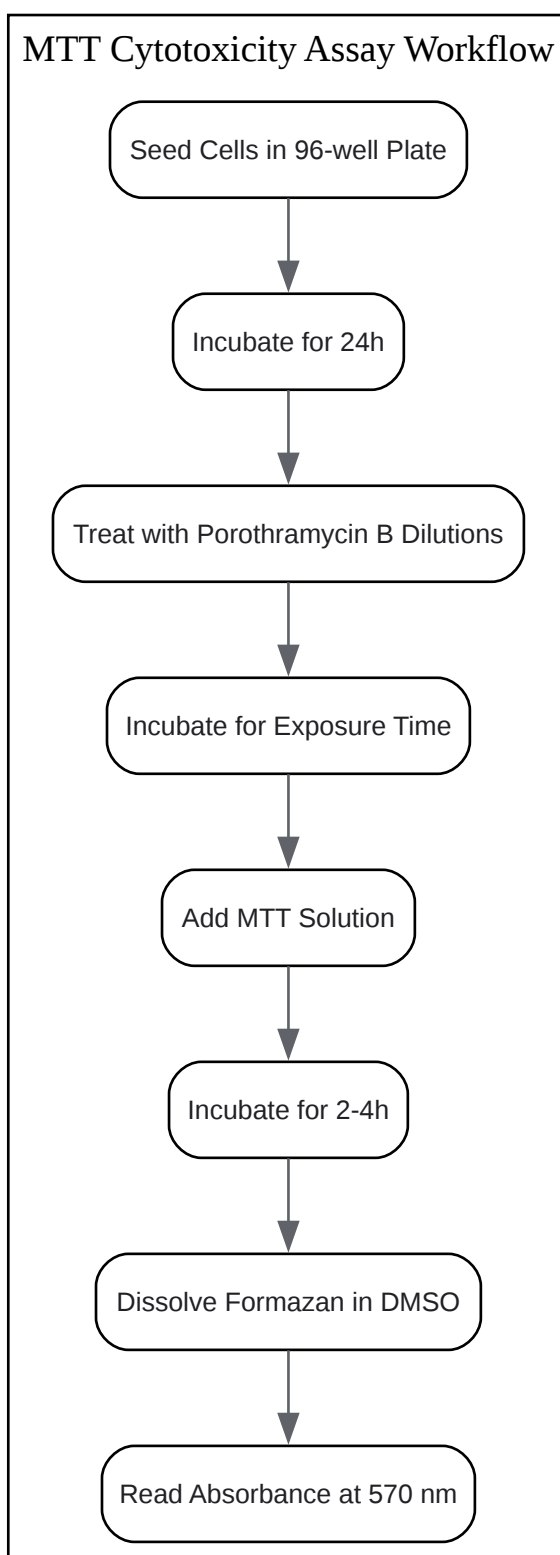 MTT Cytotoxicity Assay Workflow
Seed Cells in 96-well Plate
Incubate for 24h
Treat with Porothramycin B Dilutions
Incubate for Exposure Time
Add MTT Solution
Incubate for 2-4h
Dissolve Formazan in DMSO
Read Absorbance at 570 nm